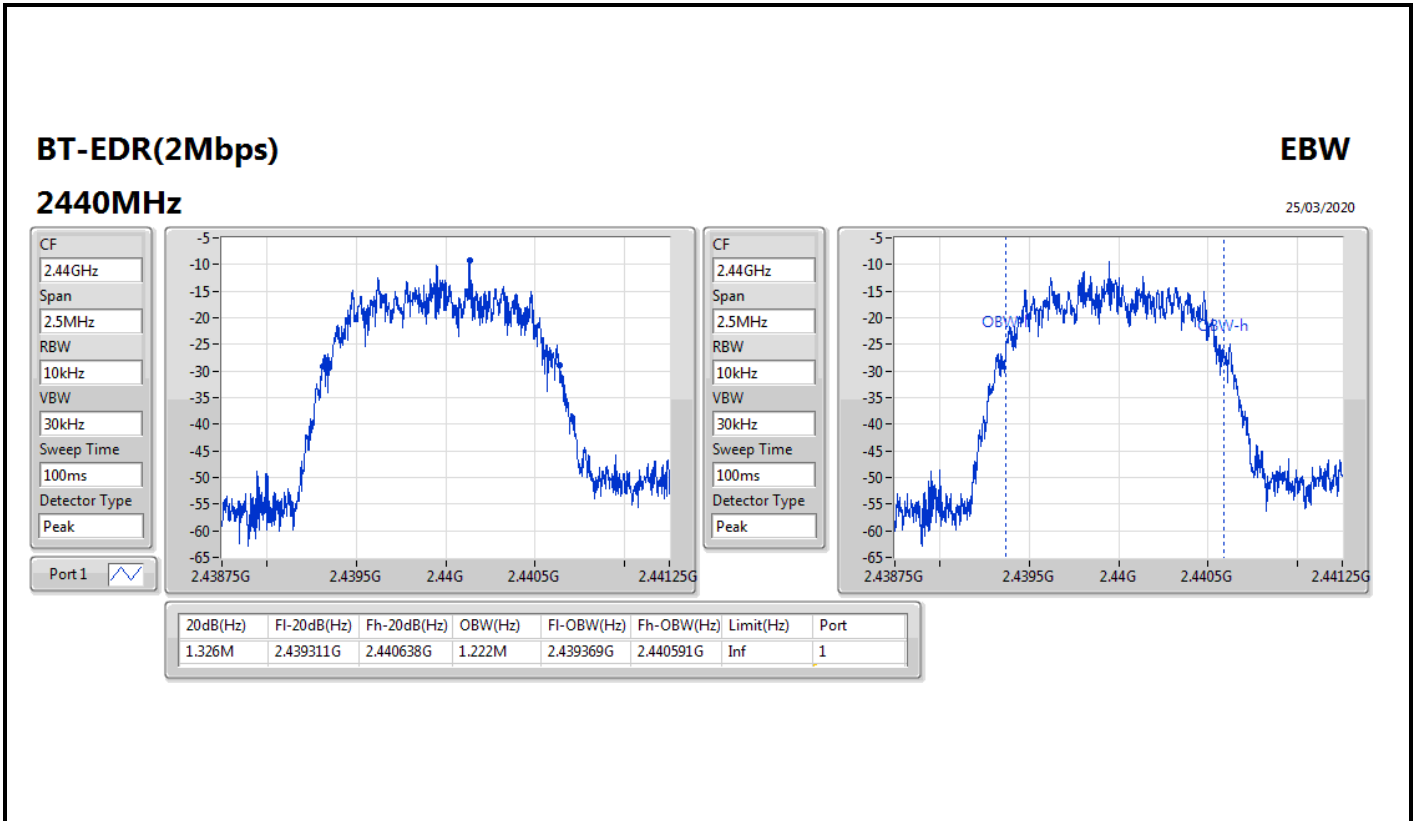 BT-EDR(2Mbps)
EBW
2440MHz
25/03/2020
CF
2.44GHz
Span
2.5MHz
RBW
10kHz
VBW
30kHz
Sweep Time
100ms
Detector Type
Peak
Port 1
-5
-10
-15
-20
-25
-30
-35
-40
-45
-50
-55
-60
-65
2.43875G 2.4395G 2.44G 2.4405G 2.44125G
CF
2.44GHz
Span
2.5MHz
RBW
10kHz
VBW
30kHz
Sweep Time
100ms
Detector Type
Peak
-5
-10
-15
-20
-25
-30
-35
-40
-45
-50
-55
-60
-65
OBW-h
2.43875G 2.4395G 2.44G 2.4405G 2.44125G
20dB(Hz) Fl-20dB(Hz) Fh-20dB(Hz) OBW(Hz) Fl-OBW(Hz) Fh-OBW(Hz) Limit(Hz) Port
1.326M 2.439311G 2.440638G 1.222M 2.439369G 2.440591G Inf 1